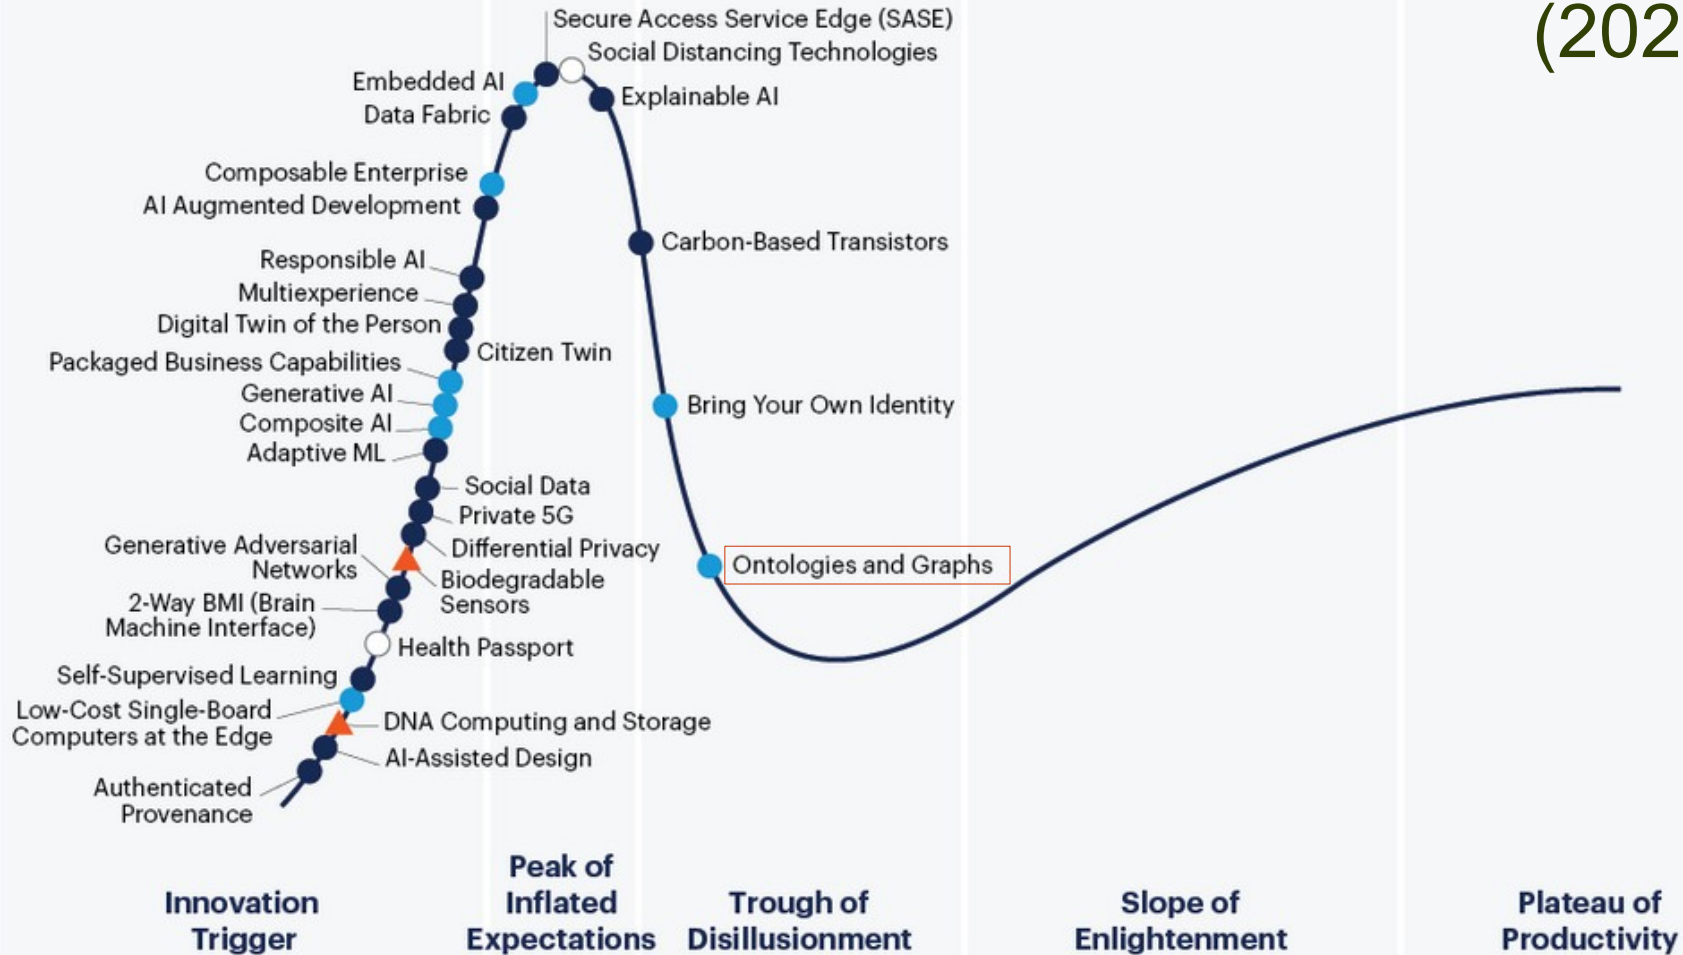 (202
Secure Access Service Edge (SASE)
Social Distancing Technologies
Embedded AI
Explainable AI
Data Fabric
Composable Enterprise
AI Augmented Development
Carbon-Based Transistors
Responsible AI
Multiexperience
Digital Twin of the Person
Citizen Twin
Packaged Business Capabilities
Generative AI
Bring Your Own Identity
Composite AI
Adaptive ML
Social Data
Private 5G
Generative Adversarial
Networks
Differential Privacy
Ontologies and Graphs
Biodegradable
Sensors
2-Way BMI (Brain
Machine Interface)
Health Passport
Self-Supervised Learning
Low-Cost Single-Board
Computers at the Edge
DNA Computing and Storage
AI-Assisted Design
Authenticated
Provenance
Innovation
Trigger
Peak of
Inflated
Expectations
Trough of
Disillusionment
Slope of
Enlightenment
Plateau of
Productivity